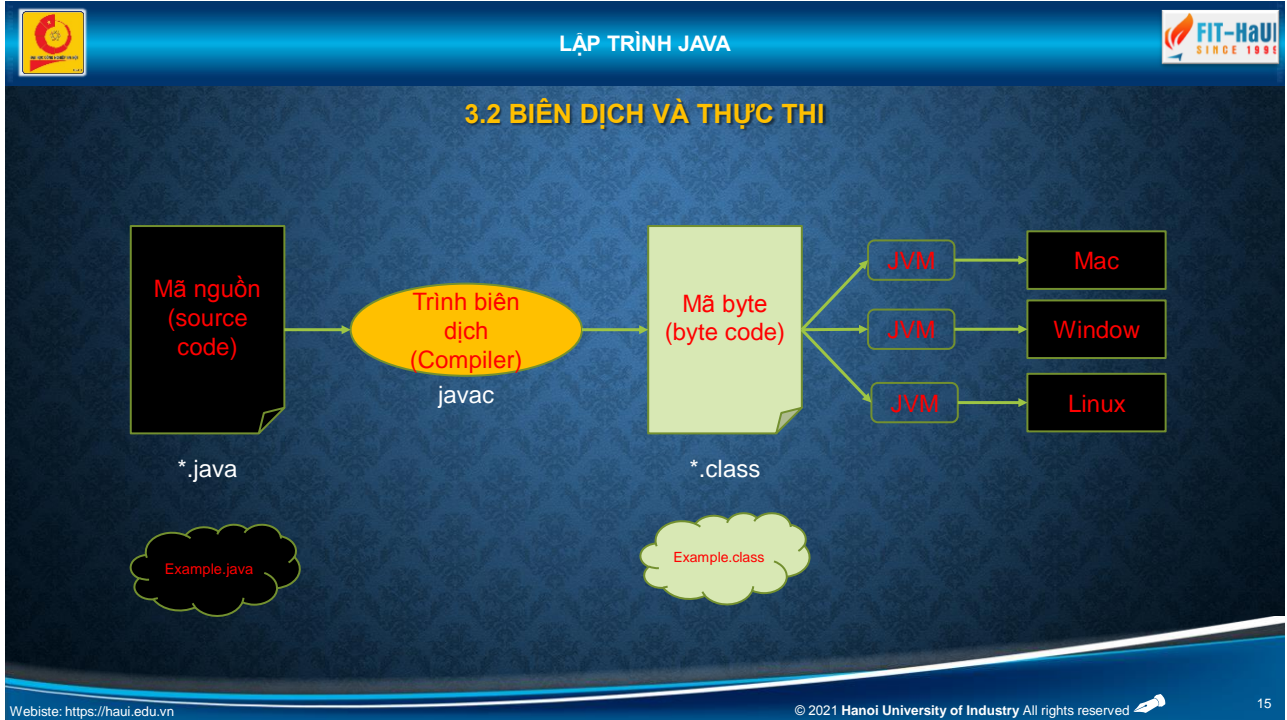 LẬP TRÌNH JAVA
FIT-HaUI
SINCE 1999
3.2 BIÊN DỊCH VÀ THỰC THI
Mã nguồn
(source
code)
*.java
Trình biên
dịch
(Compiler)
javac
Mã byte
(byte code)
*.class
JVM
Mac
JVM
Window
JVM
Linux
Example.java
Example.class
Webiste: https://haui.edu.vn
© 2021 Hanoi University of Industry All rights reserved
15